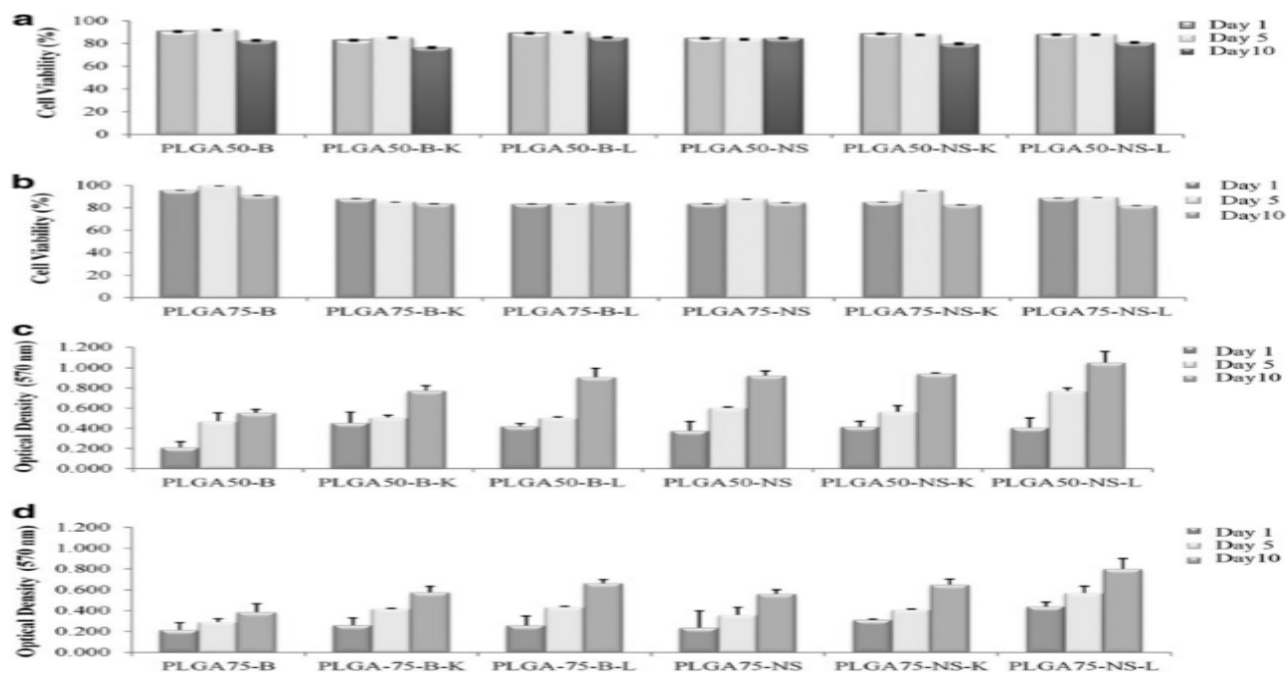 a
Cell Viability (%)
100
80
60
40
20
0
PLGA50-B PLGA50-B-K PLGA50-B-L PLGA50-NS PLGA50-NS-K PLGA50-NS-L
Day 1
Day 5
Day10
b
Cell Viability (%)
100
80
60
40
20
0
PLGA75-B PLGA75-B-K PLGA75-B-L PLGA75-NS PLGA75-NS-K PLGA75-NS-L
Day 1
Day 5
Day10
c
Optical Density (570 nm)
1.200
1.000
0.800
0.600
0.400
0.200
0.000
PLGA50-B PLGA50-B-K PLGA50-B-L PLGA50-NS PLGA50-NS-K PLGA50-NS-L
Day 1
Day 5
Day10
d
Optical Density (570 nm)
1.200
1.000
0.800
0.600
0.400
0.200
0.000
PLGA75-B PLGA-75-B-K PLGA-75-B-L PLGA75-NS PLGA75-NS-K PLGA75-NS-L
Day 1
Day 5
Day10